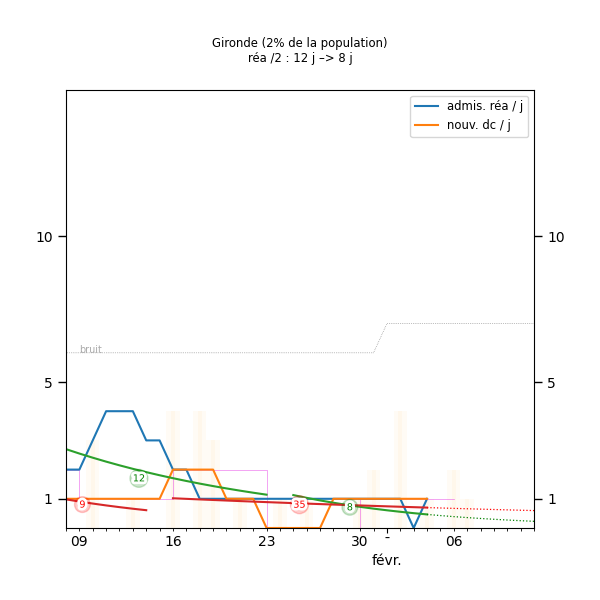 Gironde (2% de la population)
réa /2 : 12 j –> 8 j
admis. réa / j
nouv. dc / j
10
10
bruit
5
5
12
1
1
9
35
8
09
16
23
30
-
06
févr.